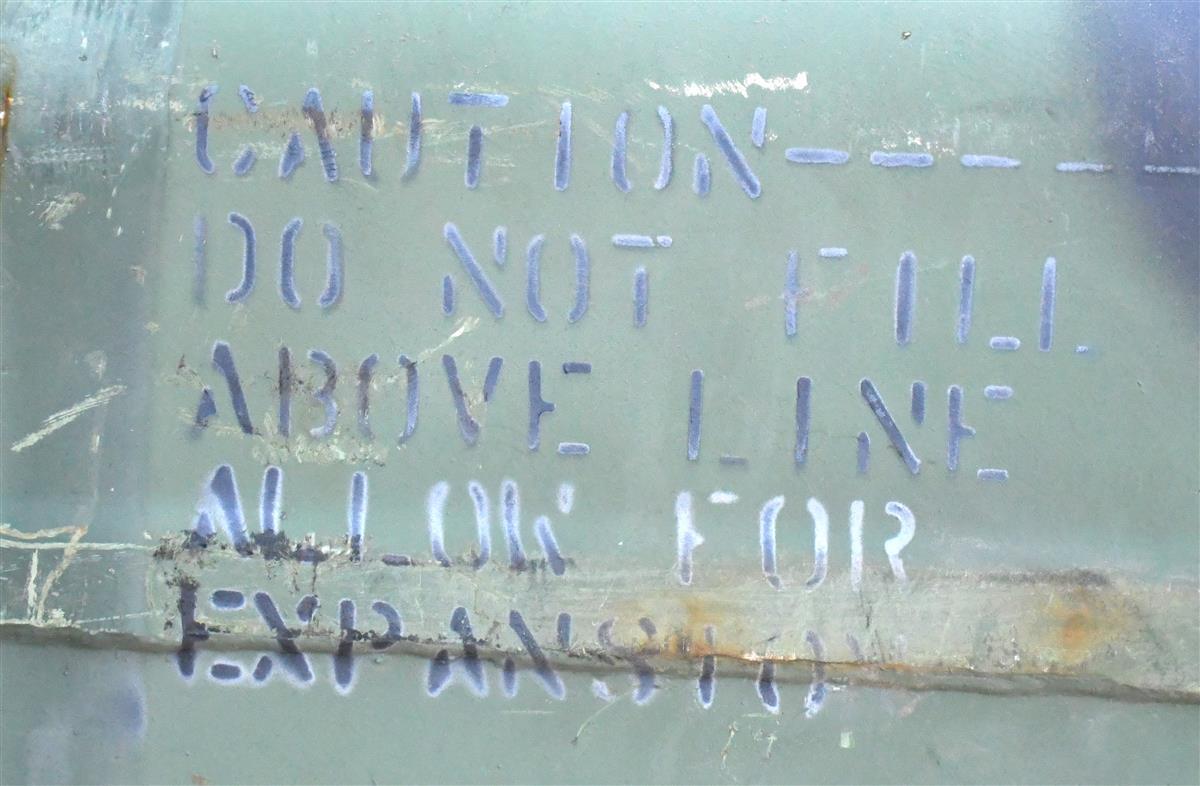 CAUTION-----
DO NOT FILL
ABOVE LINE
ALLOW FOR
EXPANSION